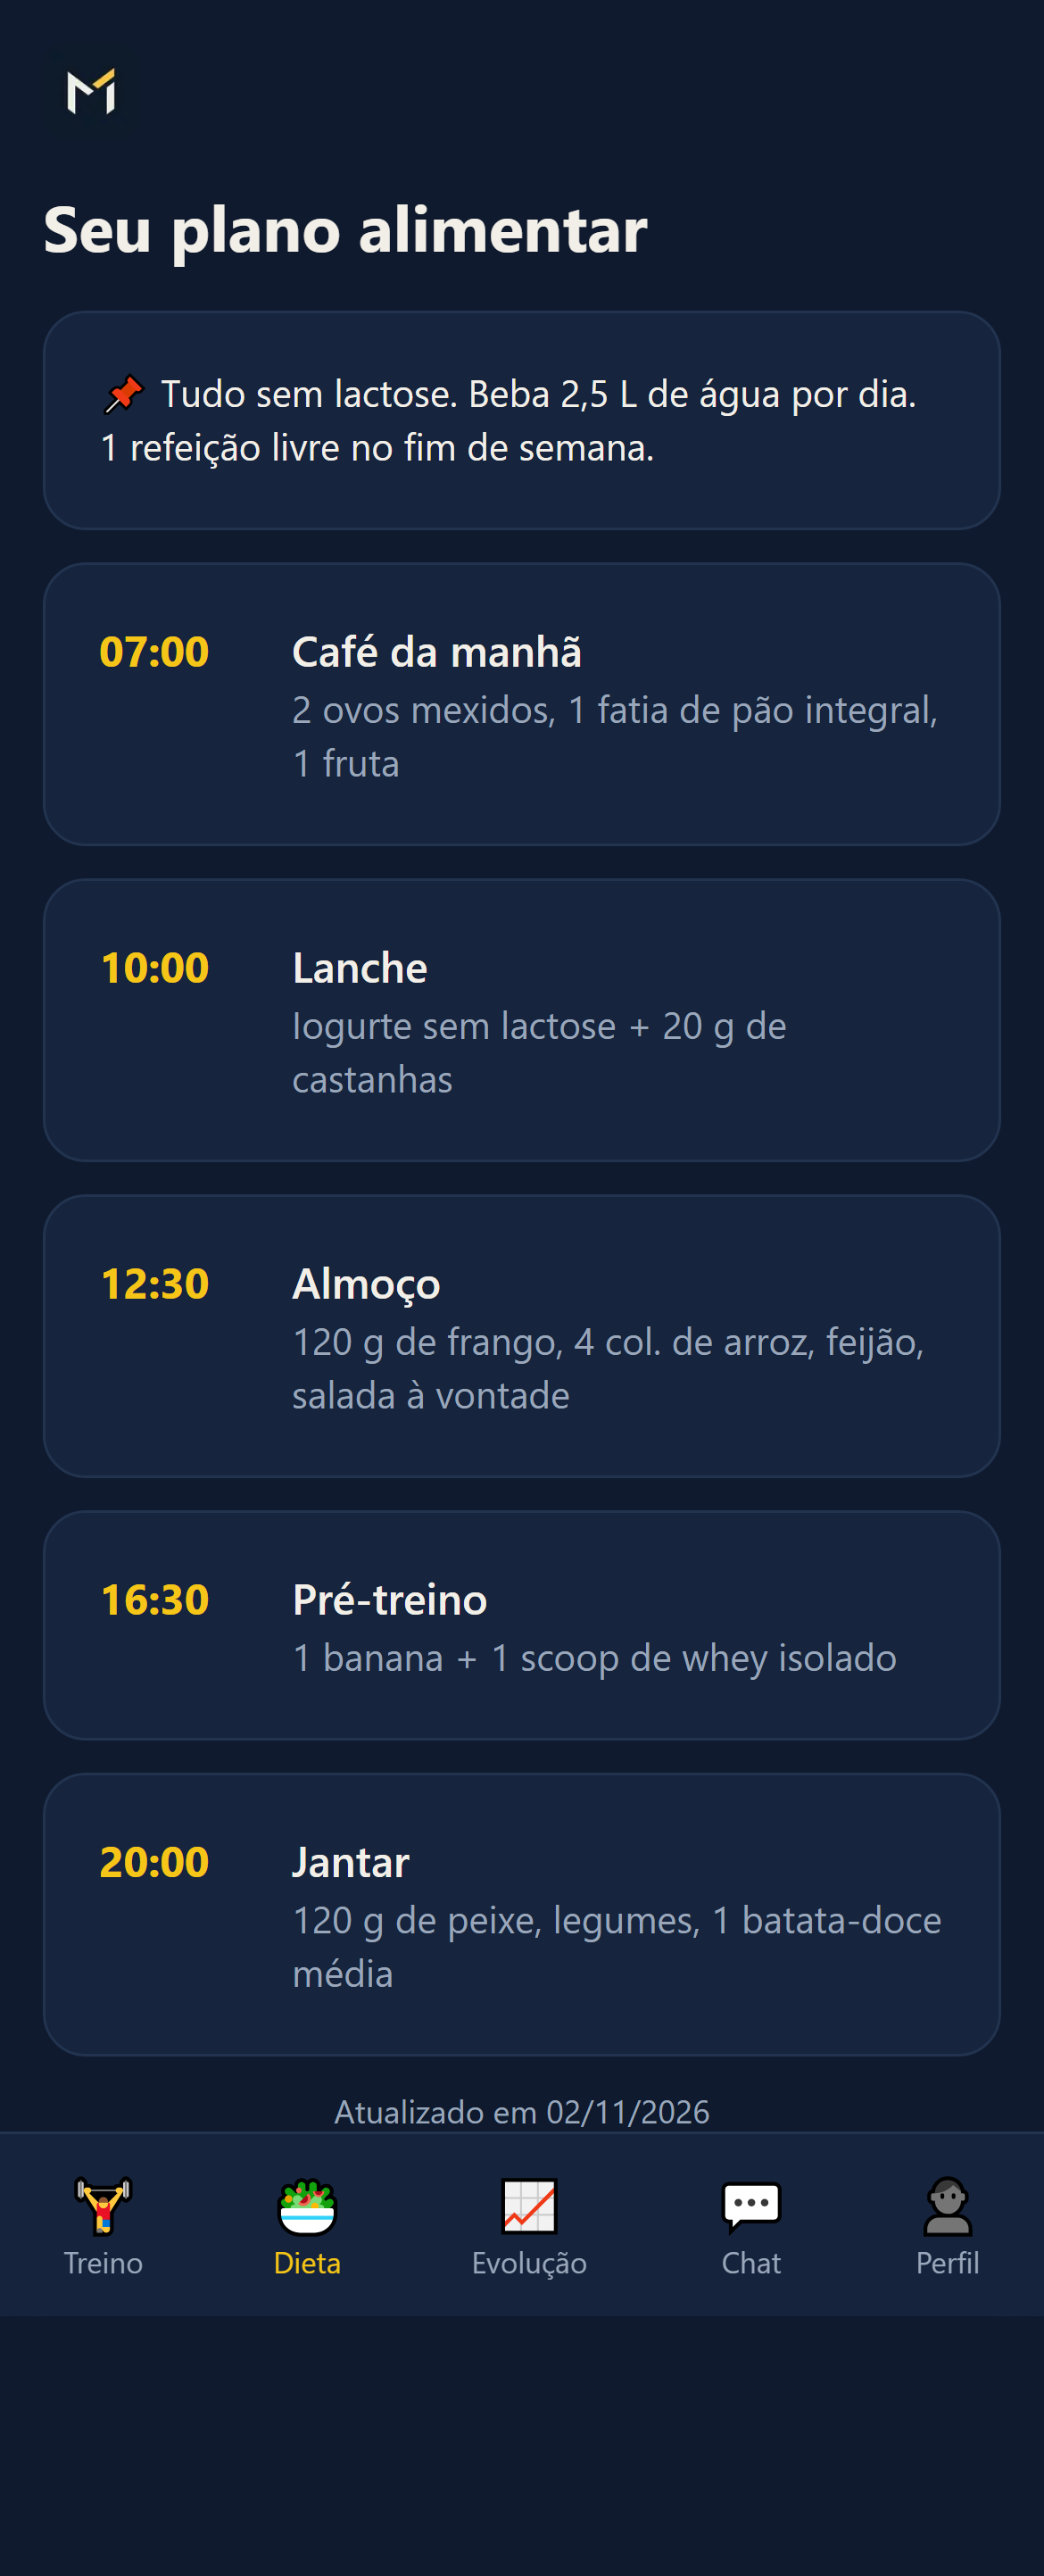 Seu plano alimentar
📌 Tudo sem lactose. Beba 2,5 L de água por dia.
1 refeição livre no fim de semana.
07:00 Café da manhã
2 ovos mexidos, 1 fatia de pão integral,
1 fruta
10:00 Lanche
Iogurte sem lactose + 20 g de
castanhas
12:30 Almoço
120 g de frango, 4 col. de arroz, feijão,
salada à vontade
16:30 Pré-treino
1 banana + 1 scoop de whey isolado
20:00 Jantar
120 g de peixe, legumes, 1 batata-doce
média
Atualizado em 02/11/2026
Treino Dieta Evolução Chat Perfil